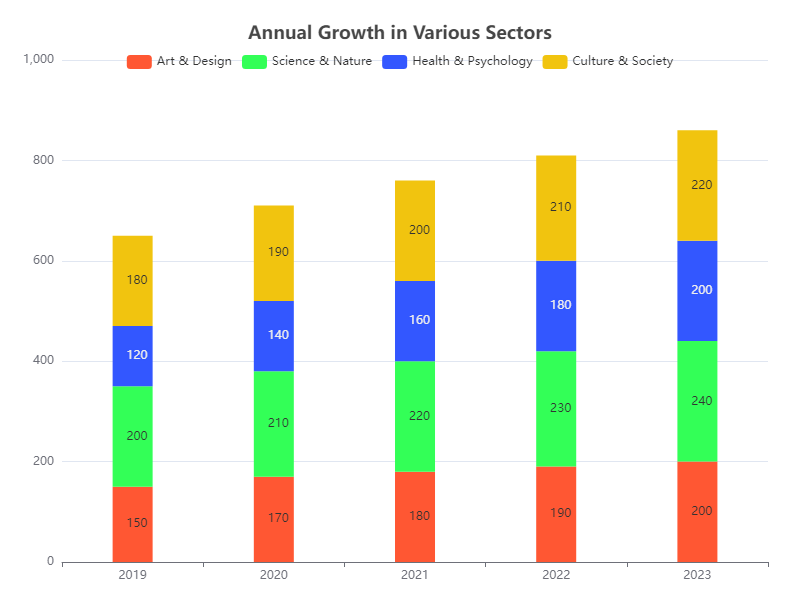 Annual Growth in Various Sectors
1,000
Art & Design Science & Nature Health & Psychology Culture & Society
800
600
400
200
0
180 190 200 210 220
120 140 160 180 200
200 210 220 230 240
150 170 180 190 200
2019 2020 2021 2022 2023